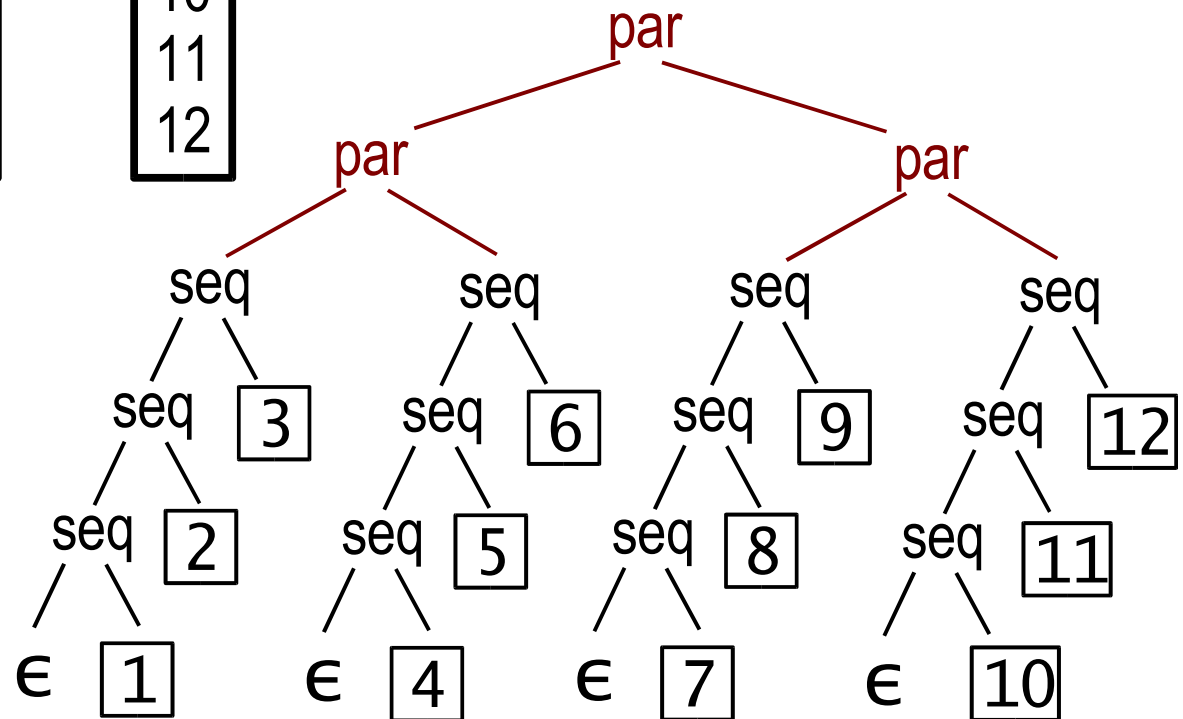 11
12
par
par par
seq seq seq seq
seq 3 seq 6 seq 9 seq 12
seq 2 seq 5 seq 8 seq 11
ϵ 1 ϵ 4 ϵ 7 ϵ 10